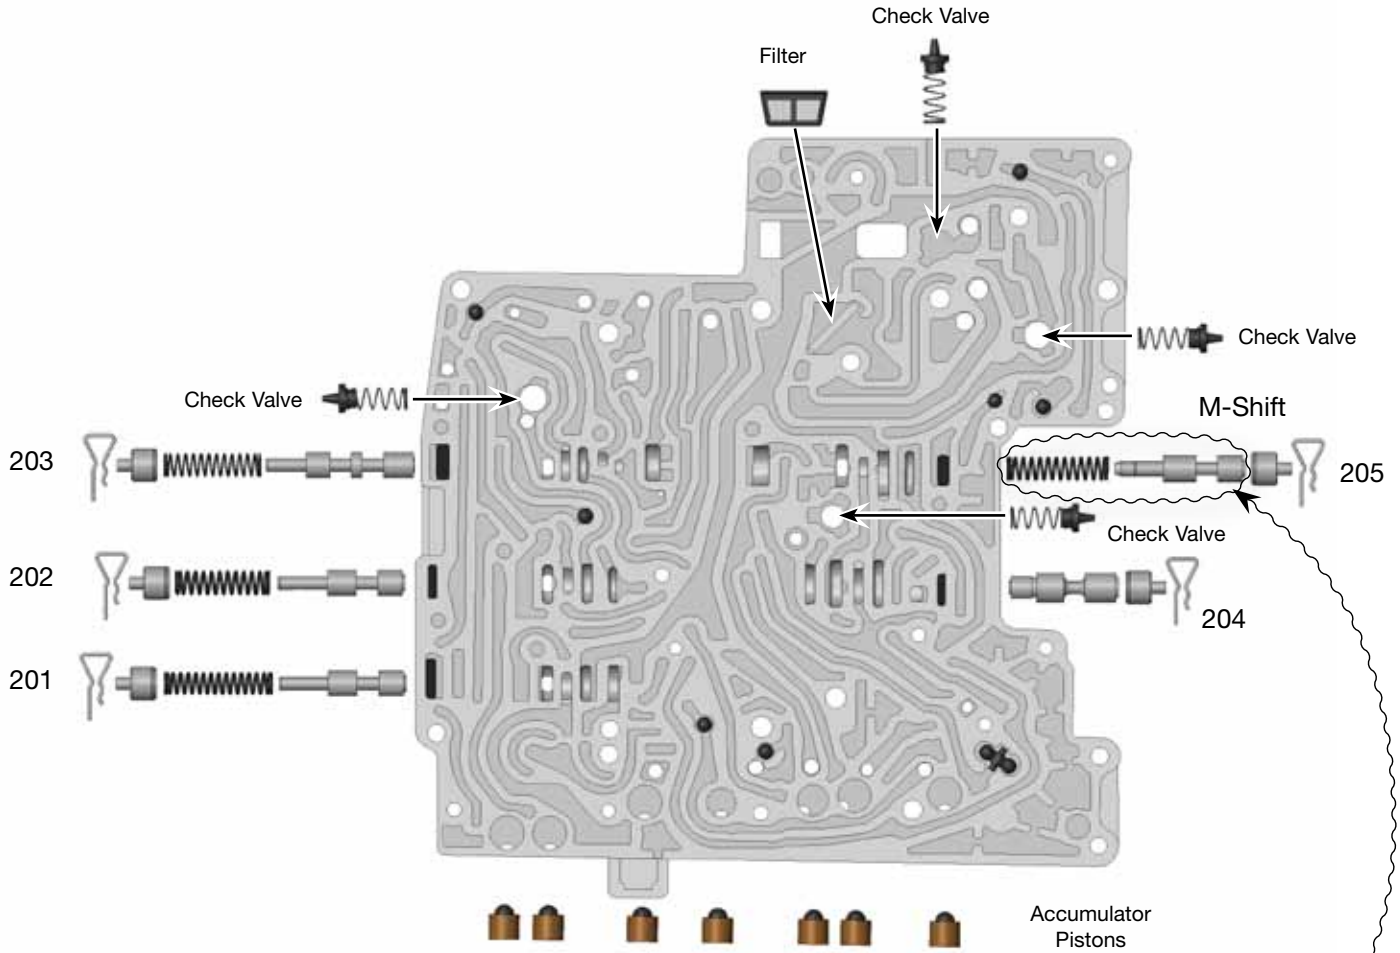 Check Valve
Filter
Check Valve
Check Valve
M-Shift
203
205
Check Valve
202
204
201
Accumulator
Pistons